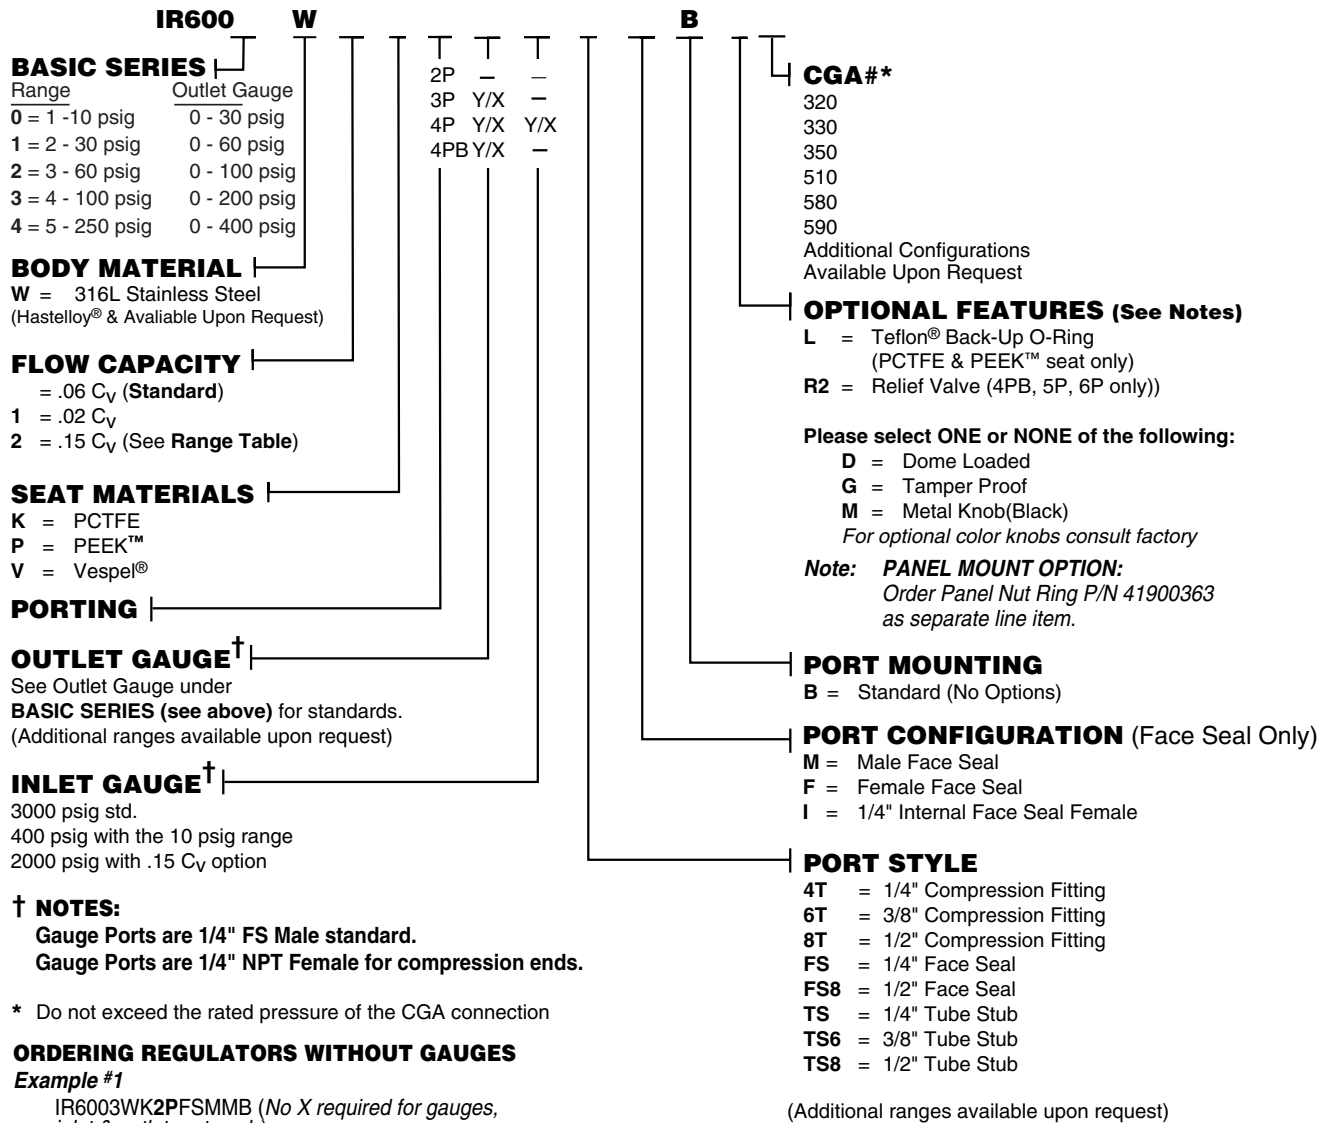 IR600 W B
BASIC SERIES
Range Outlet Gauge
0 = 1 -10 psig 0 - 30 psig
1 = 2 - 30 psig 0 - 60 psig
2 = 3 - 60 psig 0 - 100 psig
3 = 4 - 100 psig 0 - 200 psig
4 = 5 - 250 psig 0 - 400 psig
BODY MATERIAL
W = 316L Stainless Steel
(Hastelloy® & Avaliable Upon Request)
FLOW CAPACITY
= .06 CV (Standard)
1 = .02 CV
2 = .15 CV (See Range Table)
SEAT MATERIALS
K = PCTFE
P = PEEK™
V = Vespel®
PORTING
2P – –
3P Y/X –
4P Y/X Y/X
4PB Y/X –
OUTLET GAUGE†
See Outlet Gauge under
BASIC SERIES (see above) for standards.
(Additional ranges available upon request)
INLET GAUGE†
3000 psig std.
400 psig with the 10 psig range
2000 psig with .15 CV option
† NOTES:
Gauge Ports are 1/4" FS Male standard.
Gauge Ports are 1/4" NPT Female for compression ends.
* Do not exceed the rated pressure of the CGA connection
ORDERING REGULATORS WITHOUT GAUGES
Example #1
IR6003WK2PFSMMB (No X required for gauges,
CGA#*
320
330
350
510
580
590
Additional Configurations
Available Upon Request
OPTIONAL FEATURES (See Notes)
L = Teflon® Back-Up O-Ring
(PCTFE & PEEK™ seat only)
R2 = Relief Valve (4PB, 5P, 6P only))
Please select ONE or NONE of the following:
D = Dome Loaded
G = Tamper Proof
M = Metal Knob(Black)
For optional color knobs consult factory
Note: PANEL MOUNT OPTION:
Order Panel Nut Ring P/N 41900363
as separate line item.
PORT MOUNTING
B = Standard (No Options)
PORT CONFIGURATION (Face Seal Only)
M = Male Face Seal
F = Female Face Seal
I = 1/4" Internal Face Seal Female
PORT STYLE
4T = 1/4" Compression Fitting
6T = 3/8" Compression Fitting
8T = 1/2" Compression Fitting
FS = 1/4" Face Seal
FS8 = 1/2" Face Seal
TS = 1/4" Tube Stub
TS6 = 3/8" Tube Stub
TS8 = 1/2" Tube Stub
(Additional ranges available upon request)